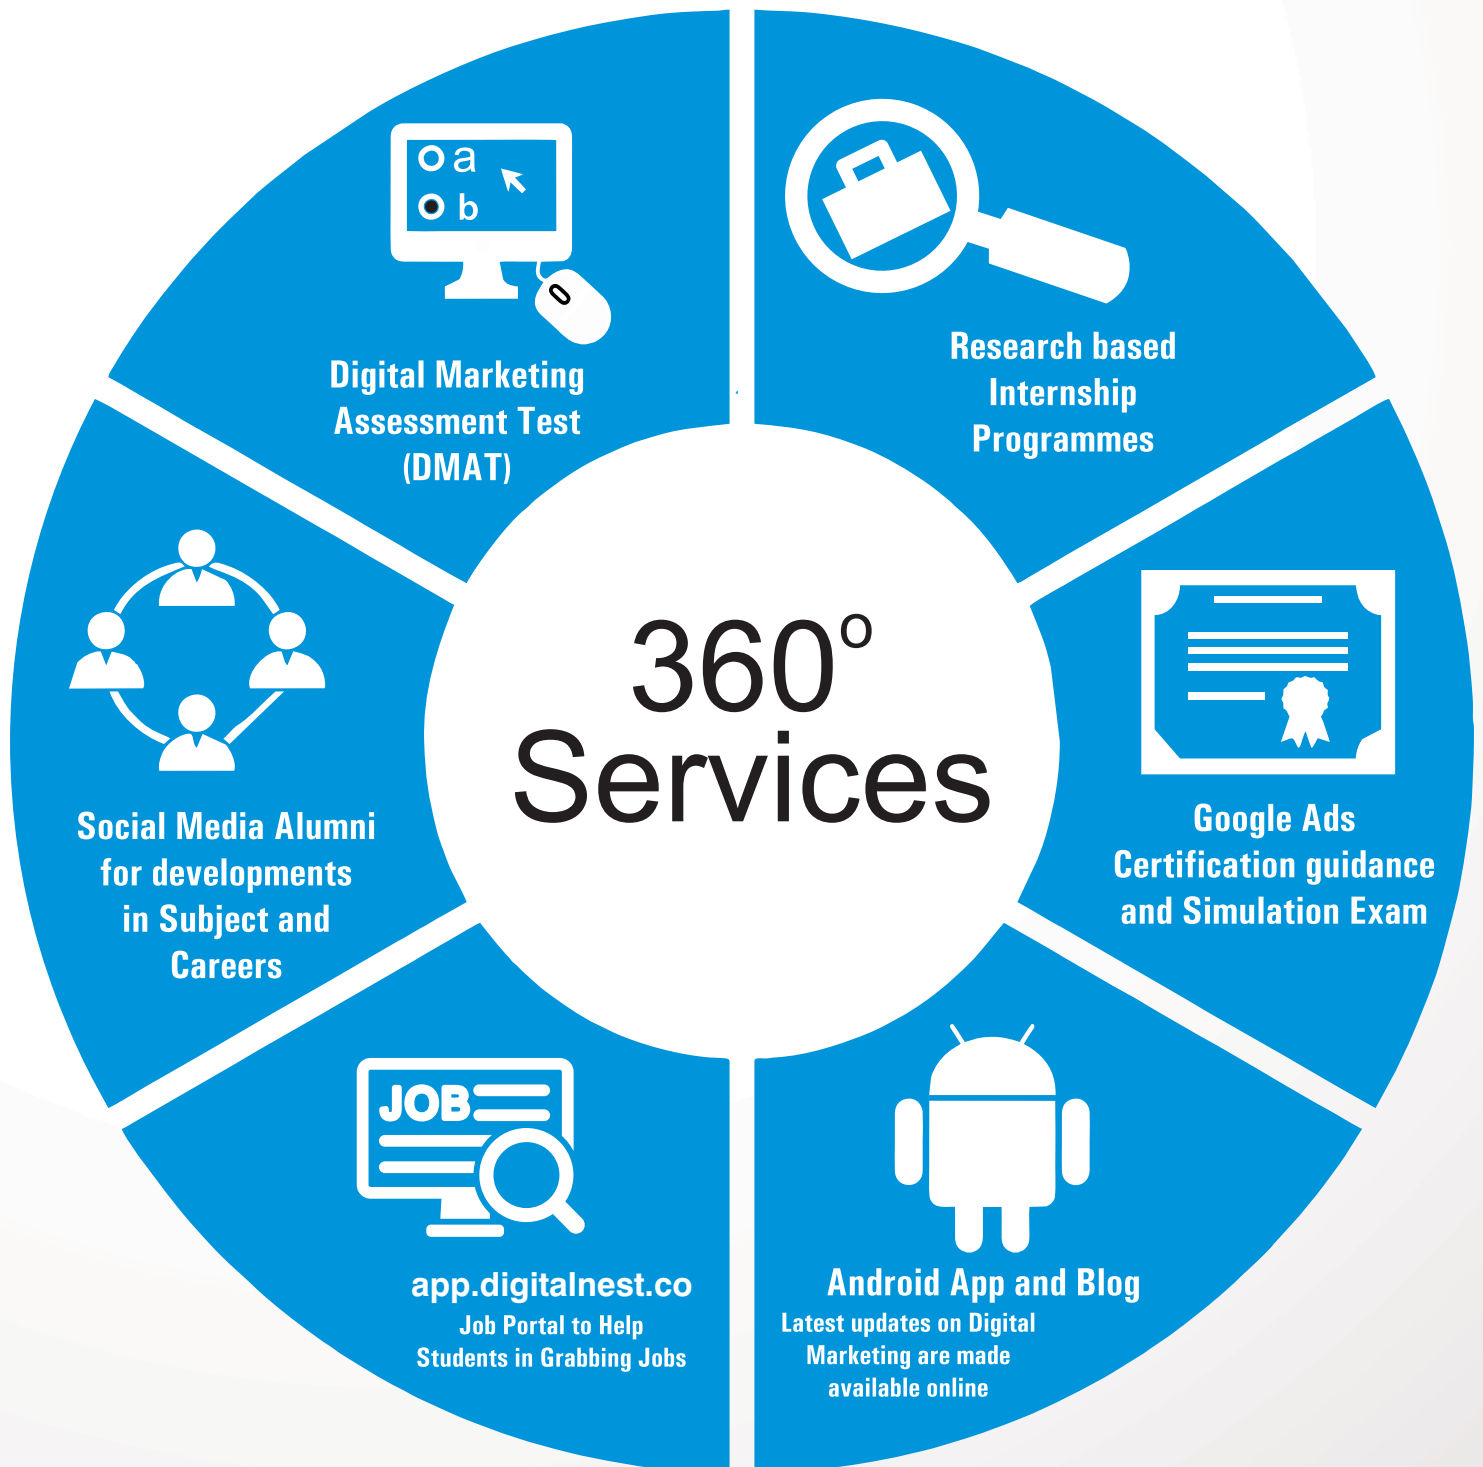 a
b
Digital Marketing
Assessment Test
(DMAT)
Research based
Internship
Programmes
360°
Services
Social Media Alumni
for developments
in Subject and
Careers
Google Ads
Certification guidance
and Simulation Exam
JOB
app.digitalnest.co
Job Portal to Help
Students in Grabbing Jobs
Android App and Blog
Latest updates on Digital
Marketing are made
available online